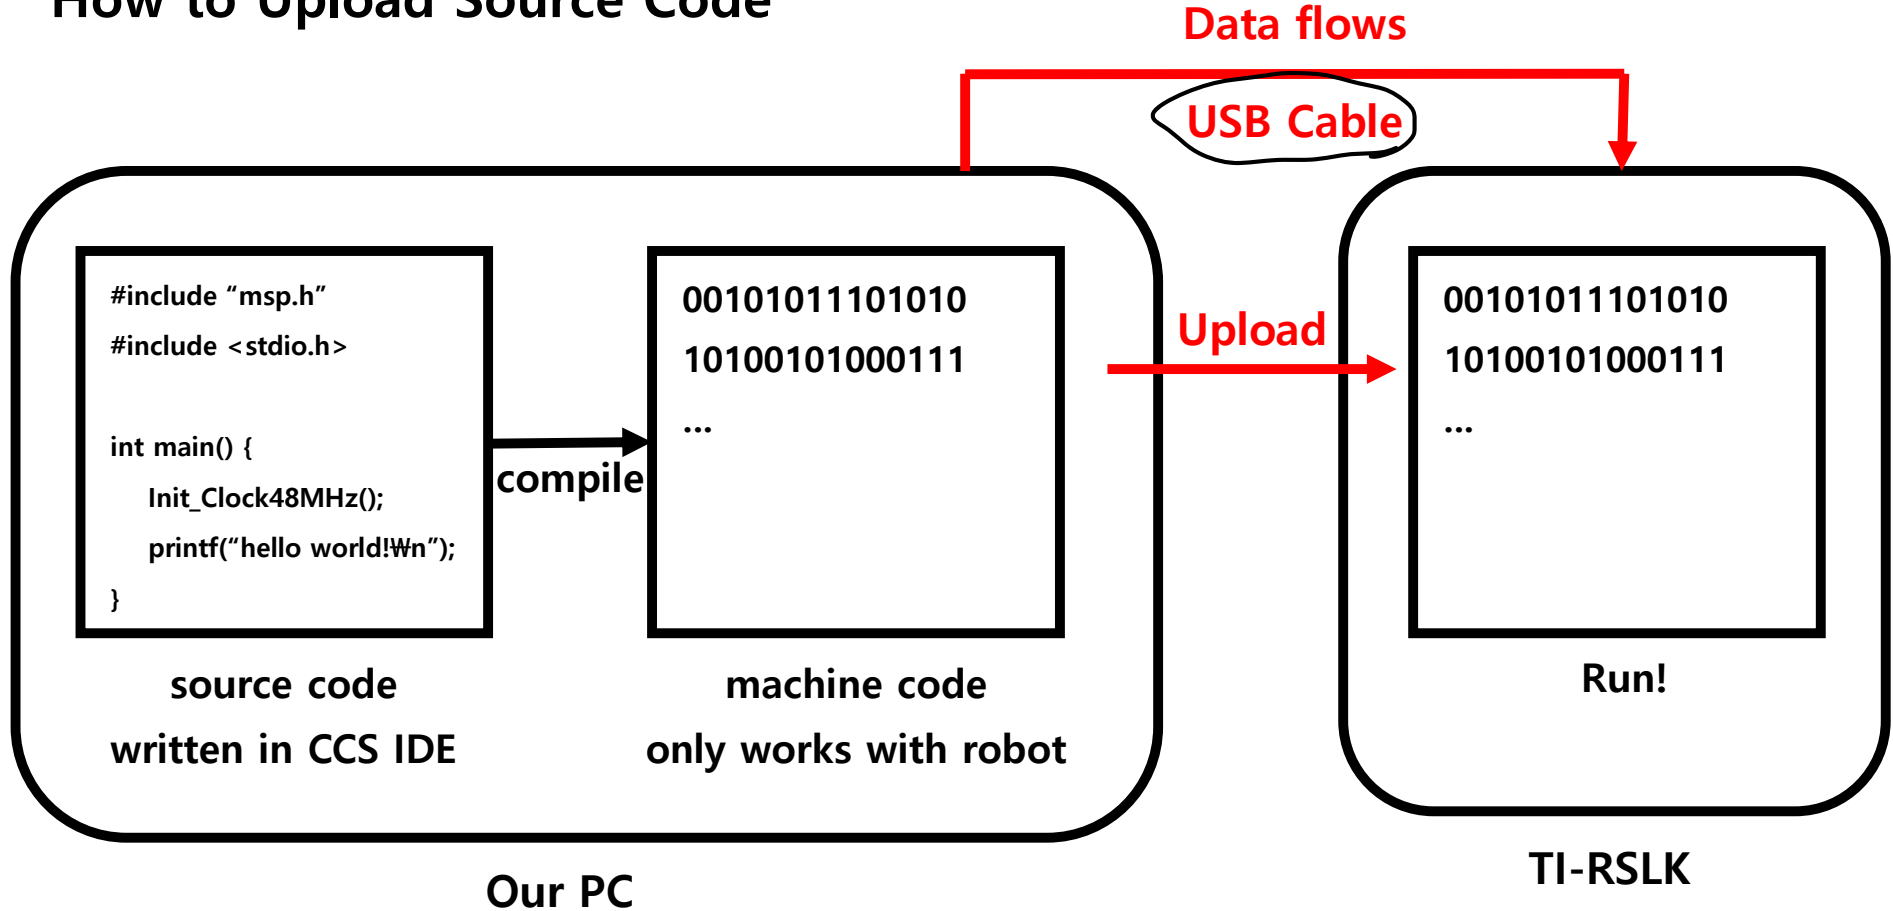 How to Upload Source Code
Data flows
USB Cable
#include “msp.h”
#include <stdio.h>
int main() {
Init_Clock48MHz();
printf(“hello world!₩n”);
}
compile
00101011101010
10100101000111
...
Upload
00101011101010
10100101000111
...
source code
written in CCS IDE
machine code
only works with robot
Run!
Our PC
TI-RSLK